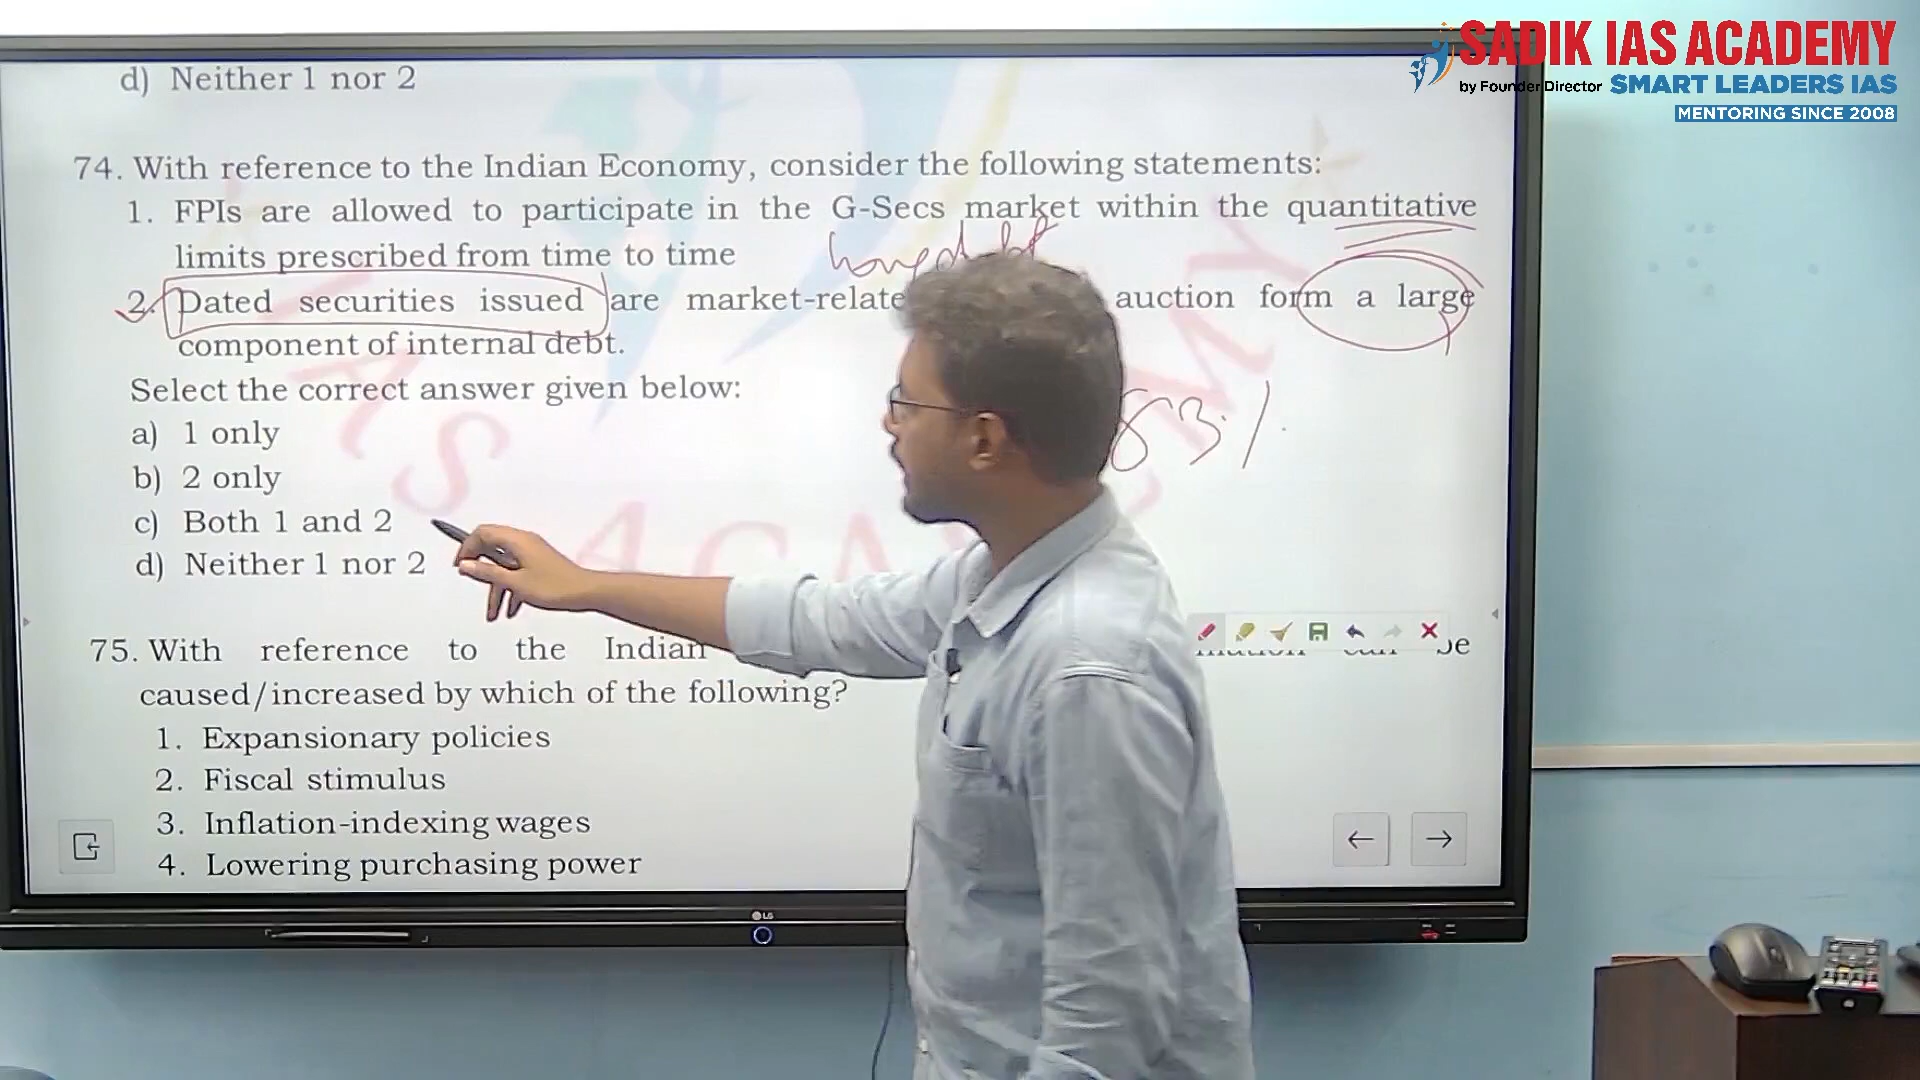 SADIK IAS ACADEMY
by Founder Director SMART LEADERS IAS
MENTORING SINCE 2008
d) Neither 1 nor 2
74. With reference to the Indian Economy, consider the following statements:
1. FPIs are allowed to participate in the G-Secs market within the quantitative
limits prescribed from time to time
2. Dated securities issued are auction form a large
component of internal debt.
83%
Select the correct answer given below:
a) 1 only
b) 2 only
c) Both 1 and 2
d) Neither 1 nor 2
75. With reference to the Indian be
caused/increased by which of the following?
1. Expansionary policies
2. Fiscal stimulus
3. Inflation-indexing wages
4. Lowering purchasing power
LG